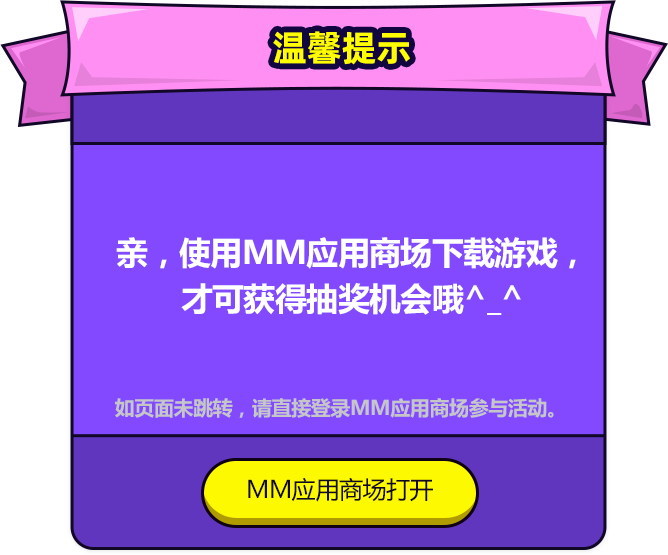 温馨提示
亲，使用MM应用商场下载游戏，
才可获得抽奖机会哦^_^
如页面未跳转，请直接登录MM应用商场参与活动。
MM应用商场打开